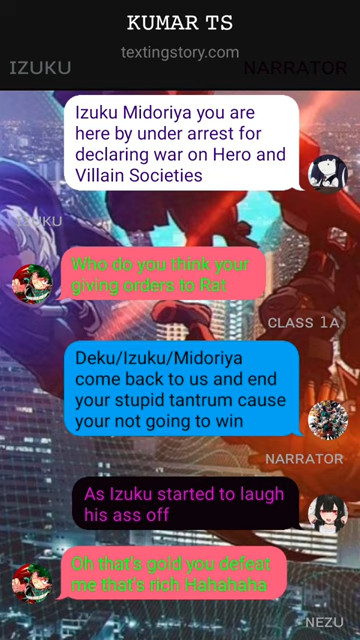 KUMAR TS
textingstory.com
IZUKU
NARRATOR
Izuku Midoriya you are
here by under arrest for
declaring war on Hero and
Villain Societies
IZUKU
Who do you think your
giving orders to Rat
CLASS 1A
Deku/Izuku/Midoriya
come back to us and end
your stupid tantrum cause
your not going to win
NARRATOR
As Izuku started to laugh
his ass off
Oh that's gold you defeat
me that's rich Hahahaha
NEZU